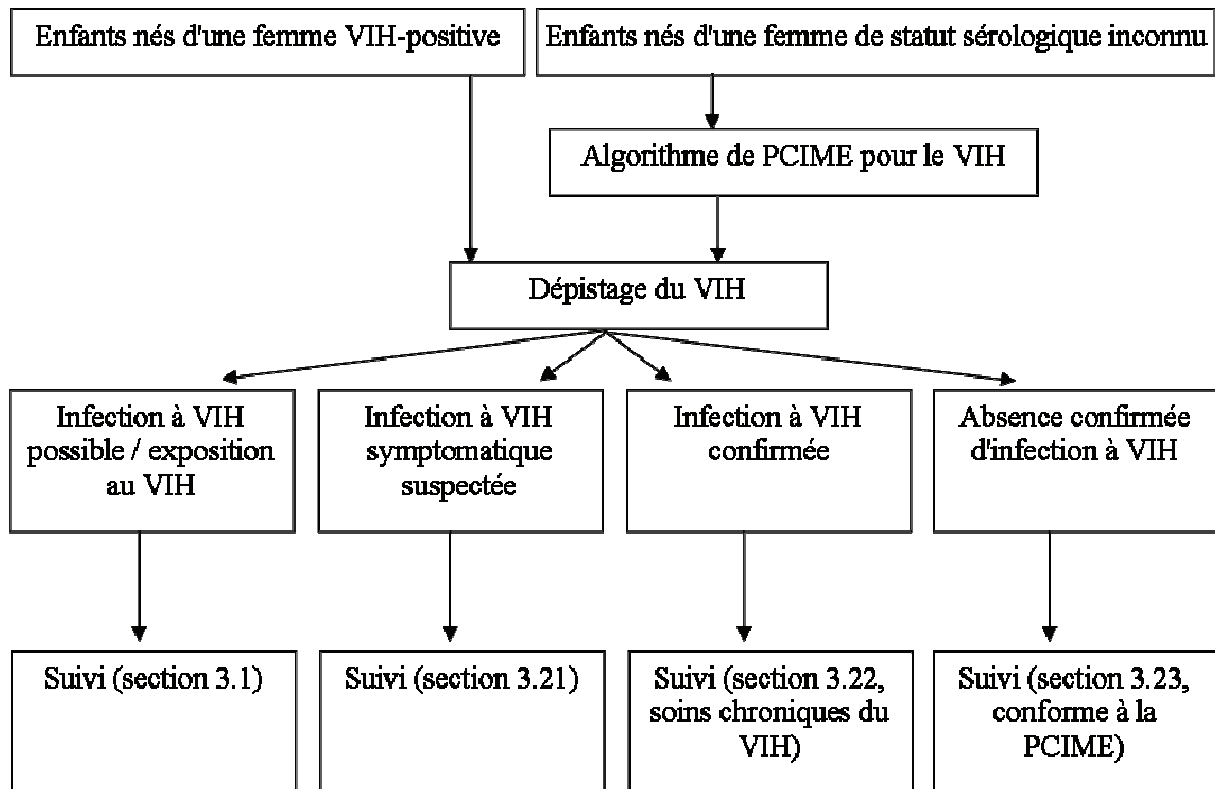 Enfants nés d'une femme VIH-positive
Enfants nés d'une femme de statut sérologique inconnu
Algorithme de PCIME pour le VIH
Dépistage du VIH
Infection à VIH
possible / exposition
au VIH
Infection à VIH
symptomatique
suspectée
Infection à VIH
confirmée
Absence confirmée
d'infection à VIH
Suivi (section 3.1)
Suivi (section 3.21)
Suivi (section 3.22,
soins chroniques du
VIH)
Suivi (section 3.23,
conforme à la
PCIME)